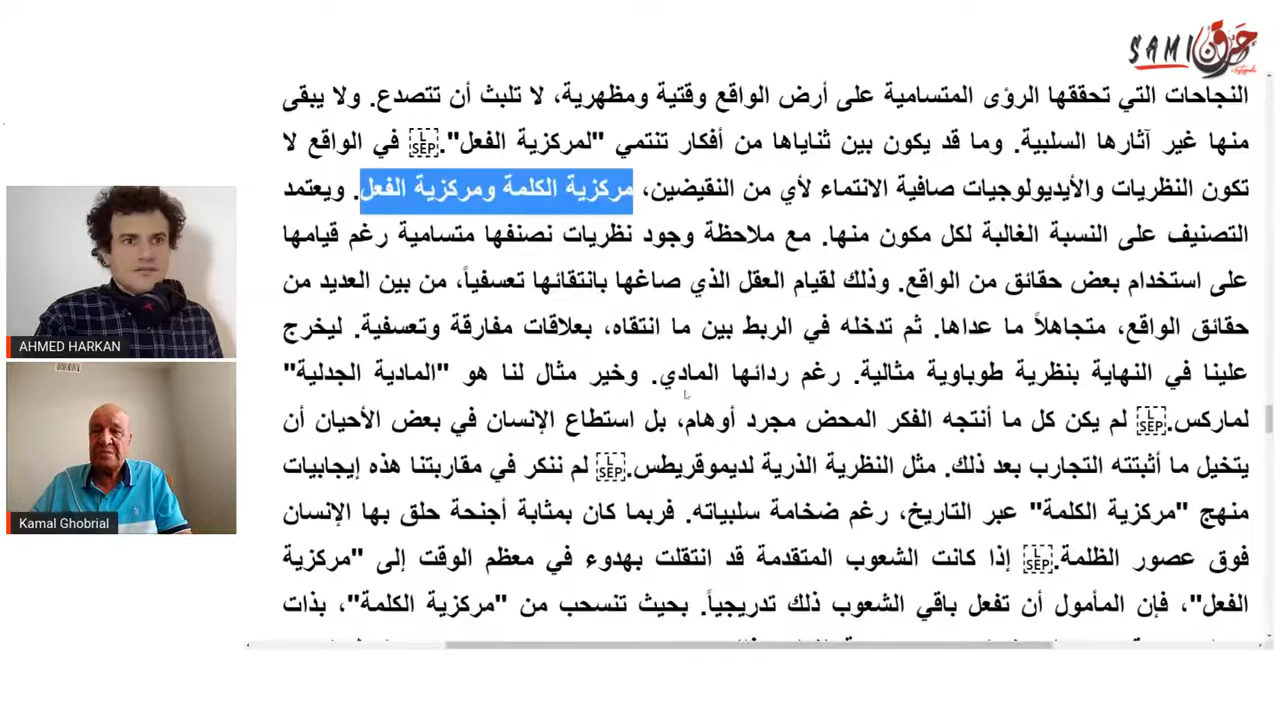 SAMI حرقان
النجاحات التي تحققها الرؤى المتسامية على أرض الواقع وقتية ومظهرية، لا تلبث أن تتصدع. ولا يبقى
منها غير آثارها السلبية. وما قد يكون بين ثناياها من أفكار تنتمي "لمركزية الفعل". L SEP في الواقع لا
تكون النظريات والأيديولوجيات صافية الانتماء لأي من النقيضين، مركزية الكلمة ومركزية الفعل. ويعتمد
التصنيف على النسبة الغالبة لكل مكون منها. مع ملاحظة وجود نظريات نصنفها متسامية رغم قيامها
على استخدام بعض حقائق من الواقع. وذلك لقيام العقل الذي صاغها بانتقائها تعسفياً، من بين العديد من
حقائق الواقع، متجاهلاً ما عداها. ثم تدخله في الربط بين ما انتقاه، بعلاقات مفارقة وتعسفية. ليخرج
علينا في النهاية بنظرية طوباوية مثالية. رغم ردائها المادي. وخير مثال لنا هو "المادية الجدلية"
لماركس. L SEP لم يكن كل ما أنتجه الفكر المحض مجرد أوهام، بل استطاع الإنسان في بعض الأحيان أن
يتخيل ما أثبتته التجارب بعد ذلك. مثل النظرية الذرية لديموقريطس. L SEP لم ننكر في مقاربتنا هذه إيجابيات
منهج "مركزية الكلمة" عبر التاريخ، رغم ضخامة سلبياته. فربما كان بمثابة أجنحة حلق بها الإنسان
فوق عصور الظلمة. L SEP إذا كانت الشعوب المتقدمة قد انتقلت بهدوء في معظم الوقت إلى "مركزية
الفعل"، فإن المأمول أن تفعل باقي الشعوب ذلك تدريجياً. بحيث تنسحب من "مركزية الكلمة"، بذات
AHMED HARKAN
Kamal Ghobrial